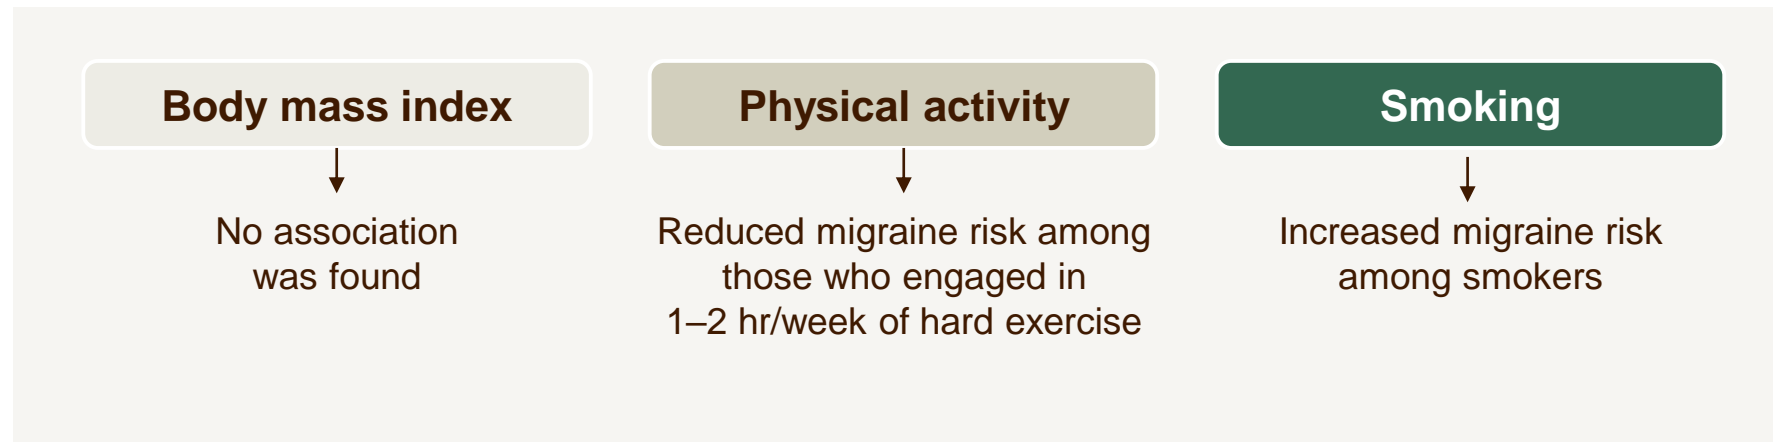 Body mass index
No association
was found
Physical activity
Reduced migraine risk among
those who engaged in
1–2 hr/week of hard exercise
Smoking
Increased migraine risk
among smokers